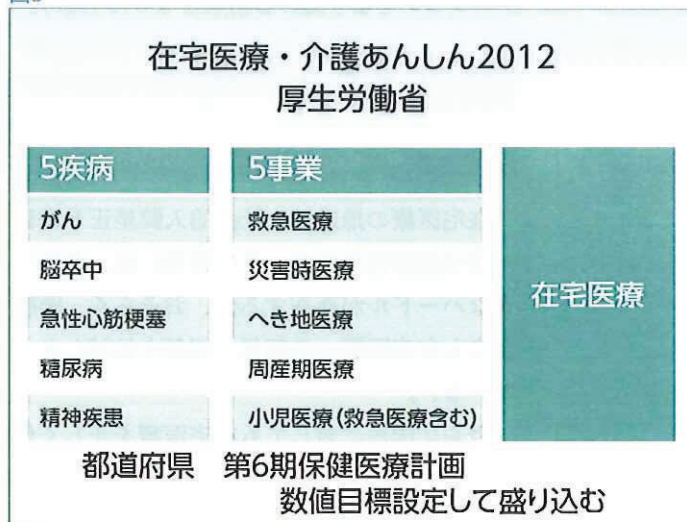 在宅医療・介護あんしん2012
厚生労働省
5疾病
がん
脳卒中
急性心筋梗塞
糖尿病
精神疾患
5事業
救急医療
災害時医療
へき地医療
周産期医療
小児医療(救急医療含む)
在宅医療
都道府県 第6期保健医療計画
数値目標設定して盛り込む